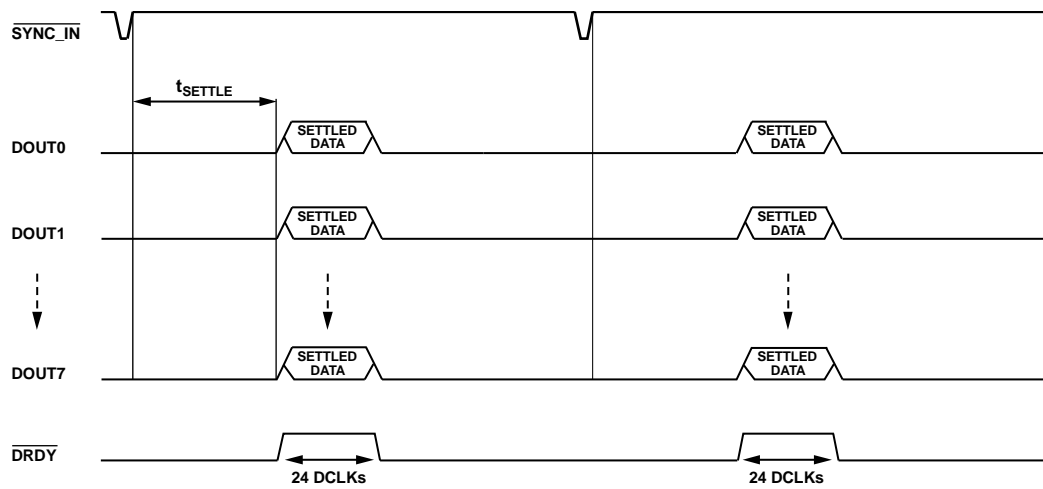 SYNC_IN
tSETTLE
DOUT0
SETTLED
DATA
SETTLED
DATA
DOUT1
SETTLED
DATA
SETTLED
DATA
DOUT7
SETTLED
DATA
SETTLED
DATA
DRDY
24 DCLKs
24 DCLKs